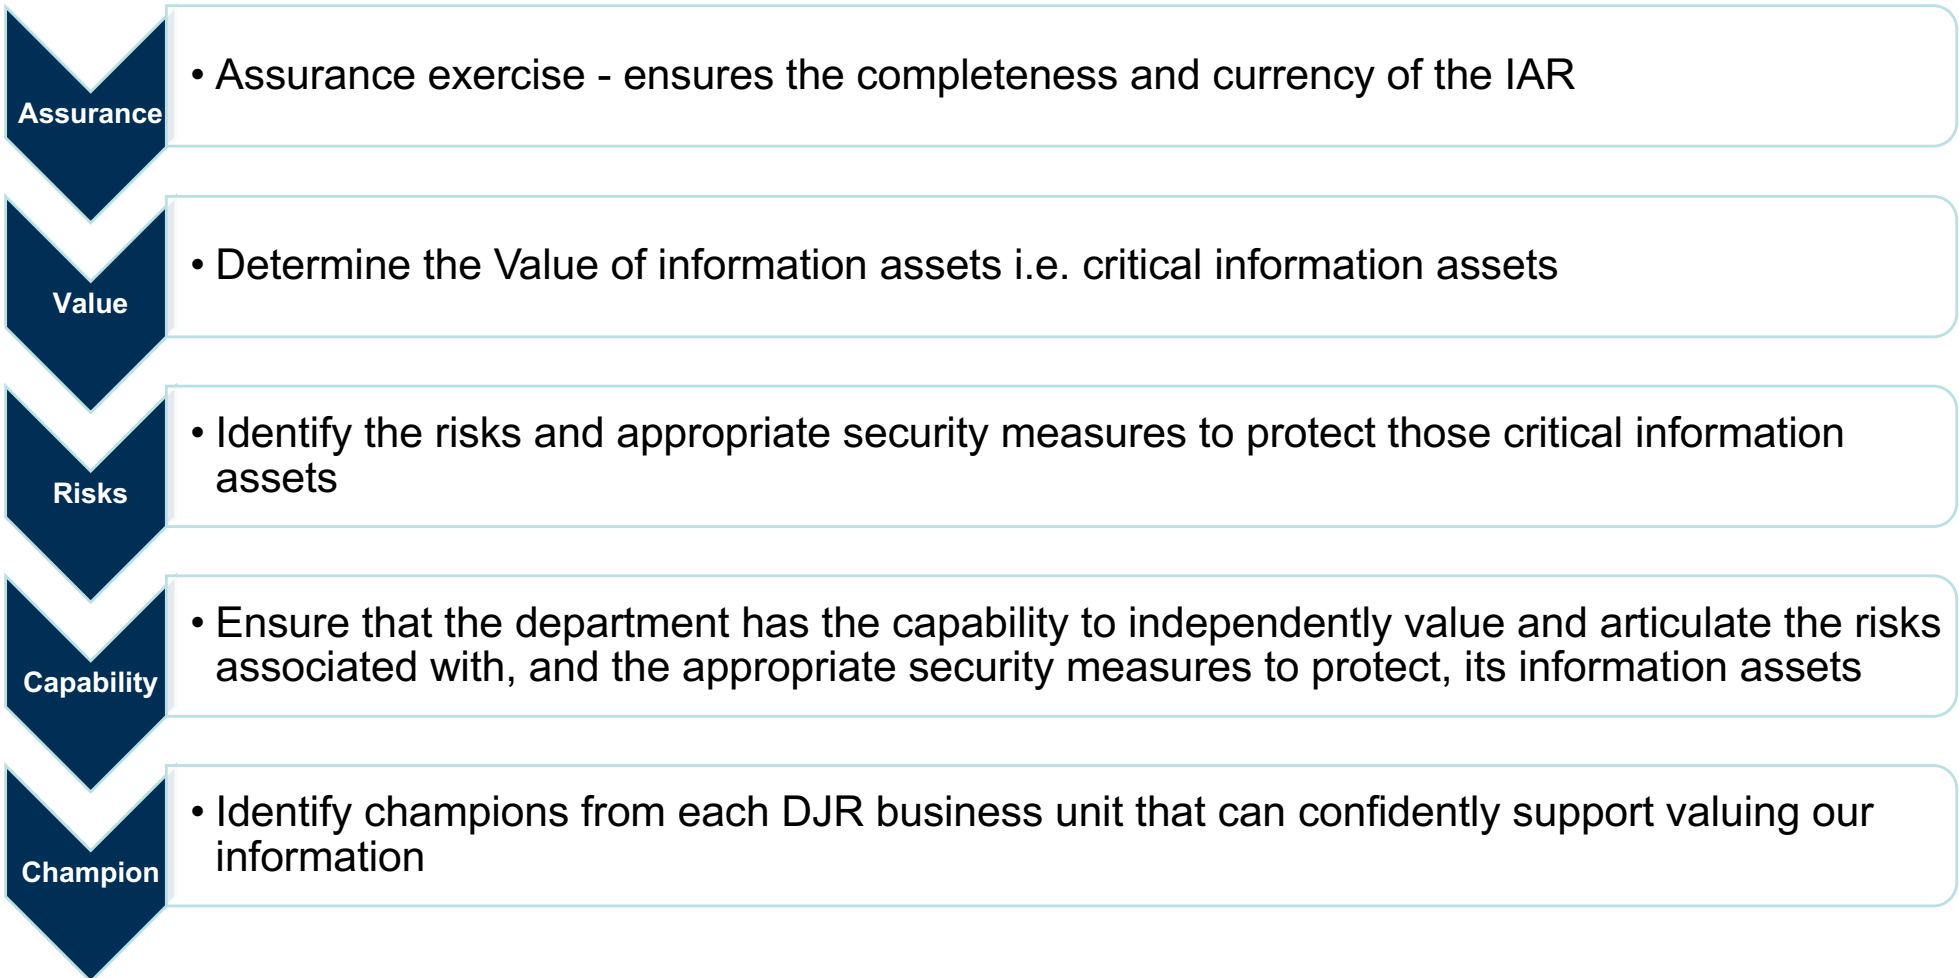 Assurance
• Assurance exercise - ensures the completeness and currency of the IAR
Value
• Determine the Value of information assets i.e. critical information assets
Risks
• Identify the risks and appropriate security measures to protect those critical information
assets
Capability
• Ensure that the department has the capability to independently value and articulate the risks
associated with, and the appropriate security measures to protect, its information assets
Champion
• Identify champions from each DJR business unit that can confidently support valuing our
information